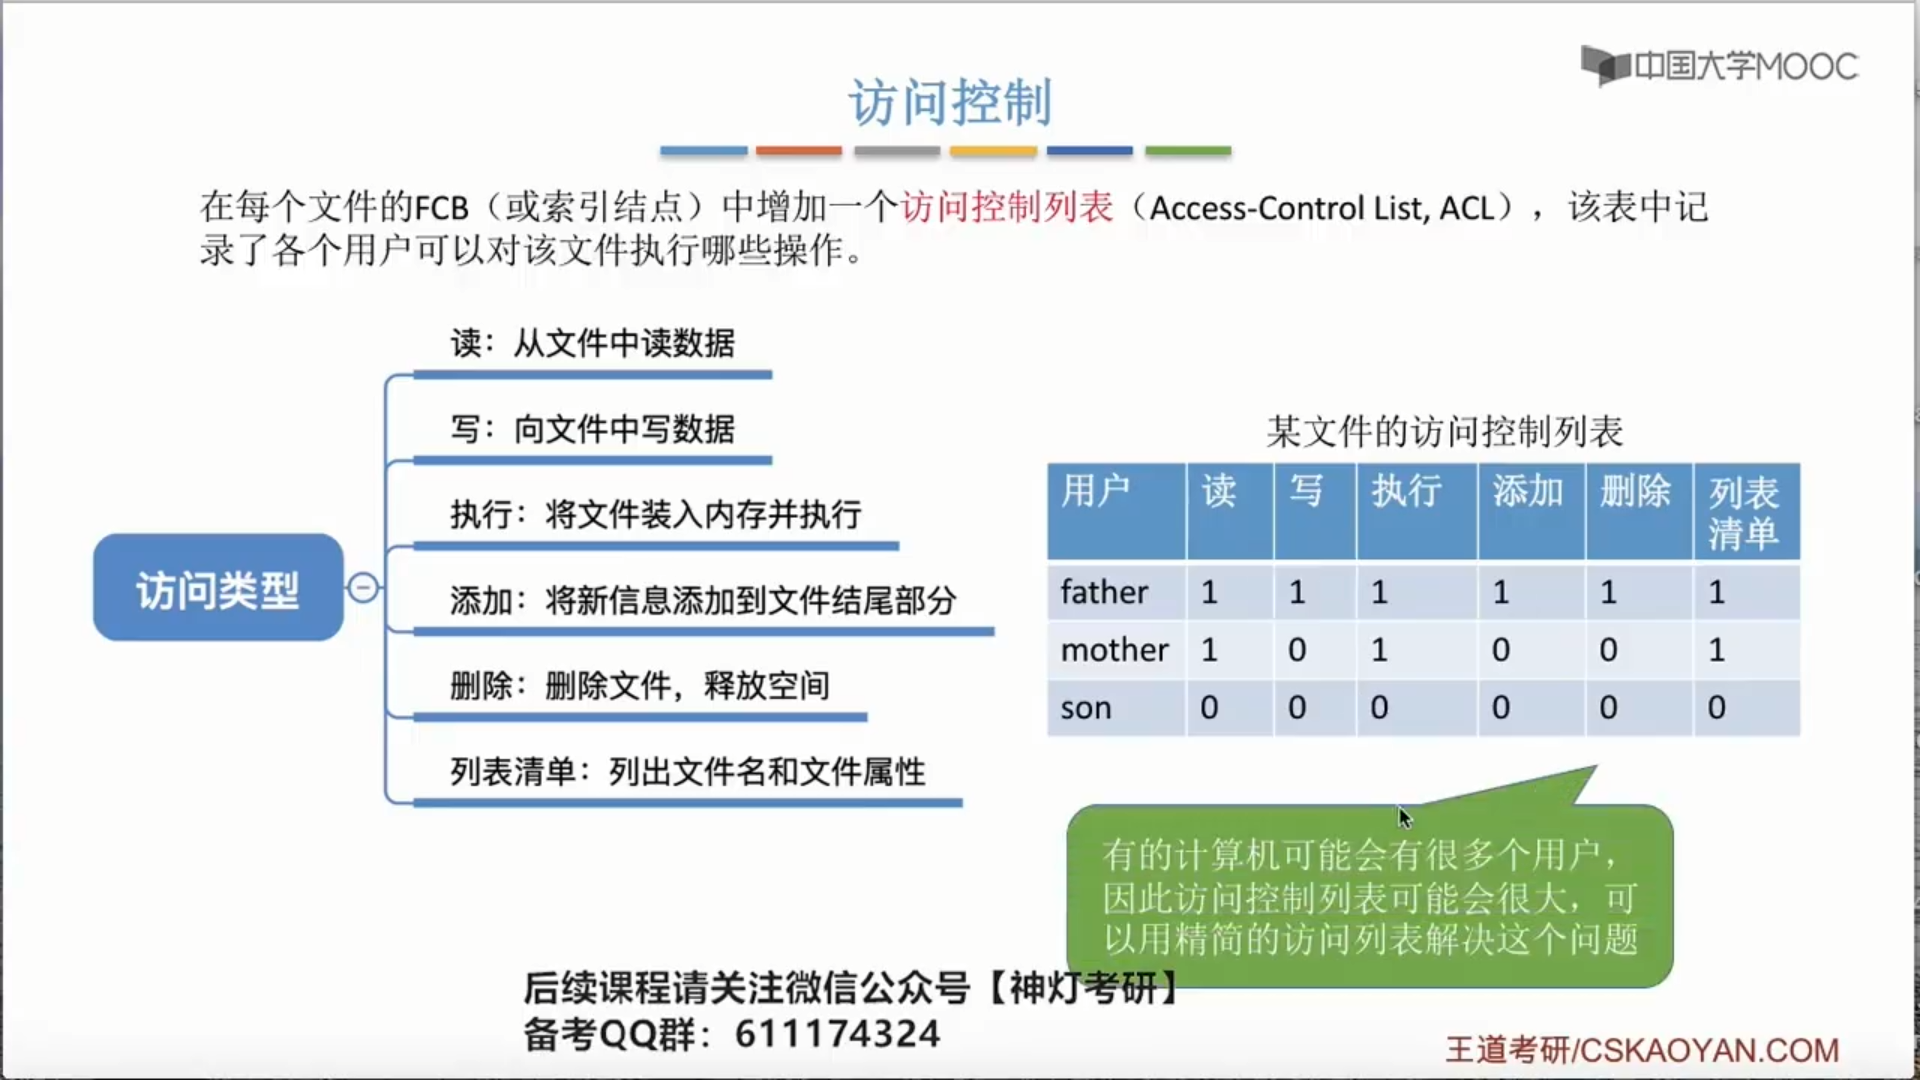 中国大学MOOC
访问控制
在每个文件的FCB（或索引结点）中增加一个访问控制列表（Access-Control List, ACL），该表中记
录了各个用户可以对该文件执行哪些操作。
访问类型
读：从文件中读数据
写：向文件中写数据
执行：将文件装入内存并执行
添加：将新信息添加到文件结尾部分
删除：删除文件，释放空间
列表清单：列出文件名和文件属性
某文件的访问控制列表
用户 读 写 执行 添加 删除 列表
清单
father 1 1 1 1 1 1
mother 1 0 1 0 0 1
son 0 0 0 0 0 0
有的计算机可能会有很多个用户，
因此访问控制列表可能会很大，可
以用精简的访问列表解决这个问题
后续课程请关注微信公众号【神灯考研】
备考QQ群：611174324
王道考研/CSKAOYAN.COM